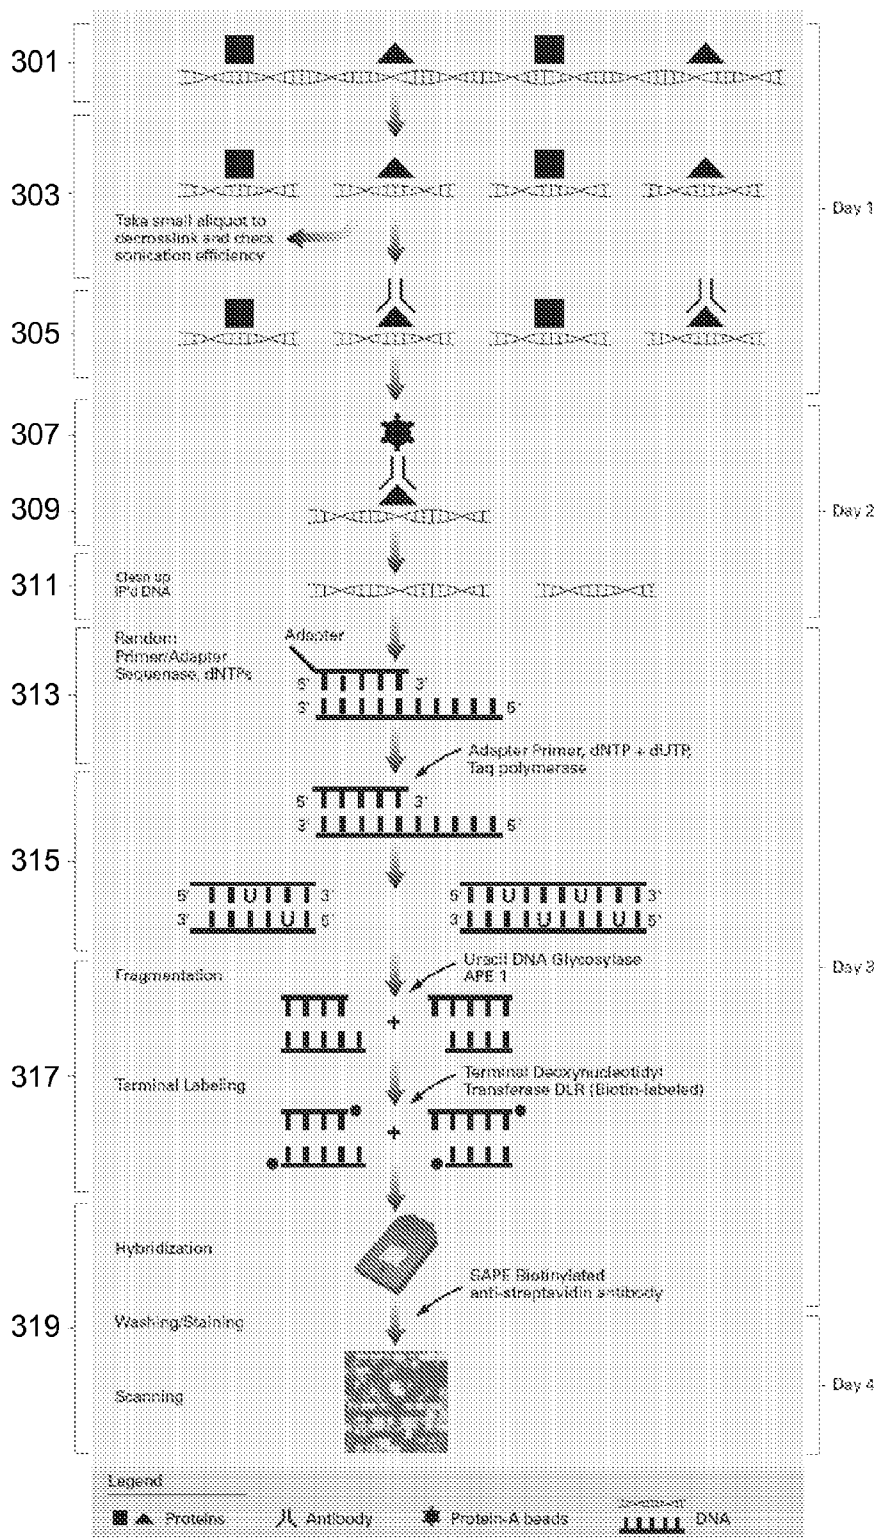 301
303
Take small aliquot to
decrosslink and check
sonication efficiency
Day 1
305
307
309
Day 2
311
Clean up
IP'd DNA
Random
Primer/Adapter
Sequenase, dNTPs
Adapter
5' 3'
3' 5'
313
Adapter Primer, dNTP + dUTP,
Taq polymerase
5' 3'
3' 5'
315
5' U 3' 5' U U 3'
3' U 5 3' U U 5'
Fragmentation
Uracil DNA Glycosylase
APE 1
Day 3
+
317
Terminal Labeling
Terminal Deoxynucleotidyl
Transferase DLR (Biotin-labeled)
+
Hybridization
SAPE Biotinylated
anti-streptavidin antibody
Washing/Staining
319
Scanning
Day 4
Legend
Proteins Antibody Protein-A beads DNA